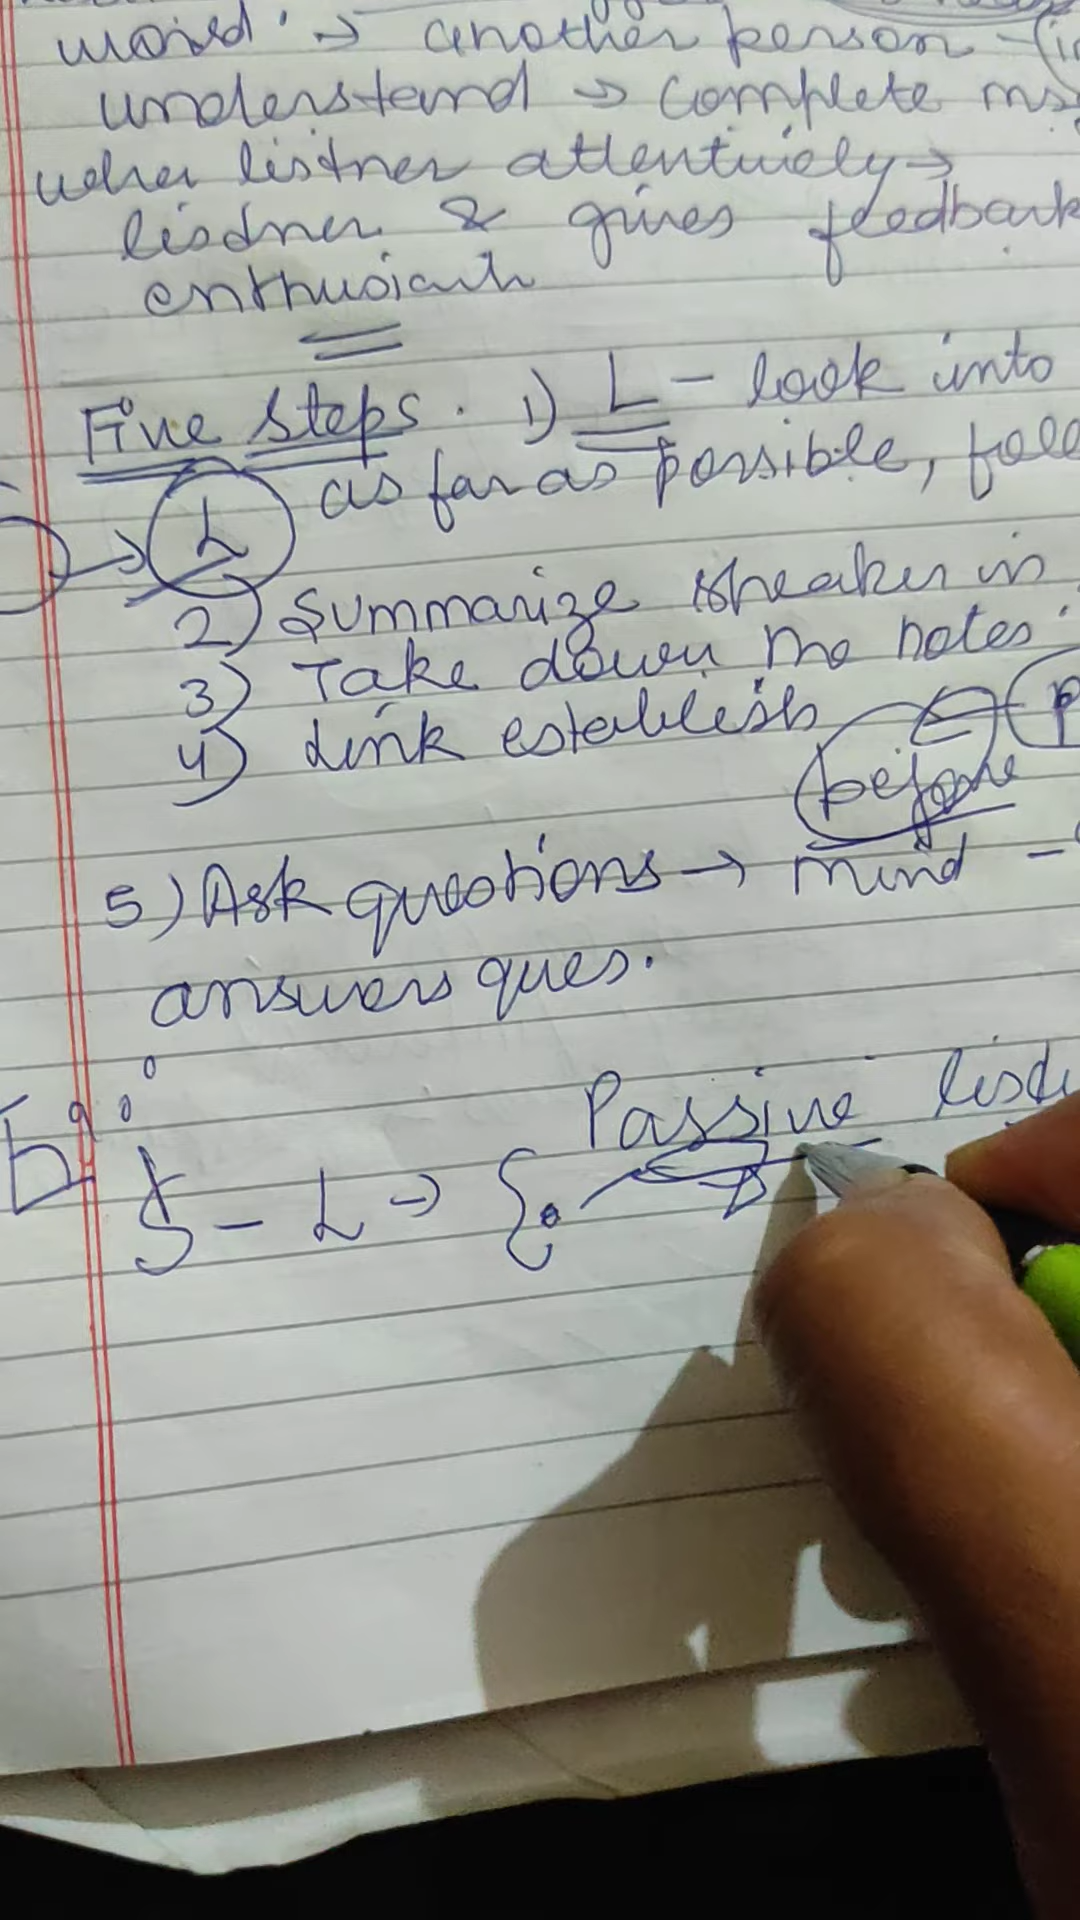 word. → another person -
understand → complete
when listner attentively →
lisdner & gives feedback
enthusiast
Five steps. 1) L - look into
L as far as possible,
2) Summarize speaker in
3) Take down the notes
4) Link establish
before
5) Ask questions → mind -
answers ques.
Eg:
Passive
S - L → {